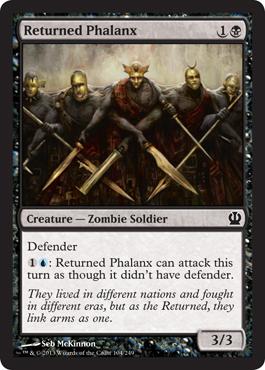 Returned Phalanx 1
Creature — Zombie Soldier
Defender
1: Returned Phalanx can attack this
turn as though it didn't have defender.
They lived in different nations and fought
in different eras, but as the Returned, they
link arms as one.
Seb McKinnon
™ & © 2013 Wizards of the Coast 104/249
3/3